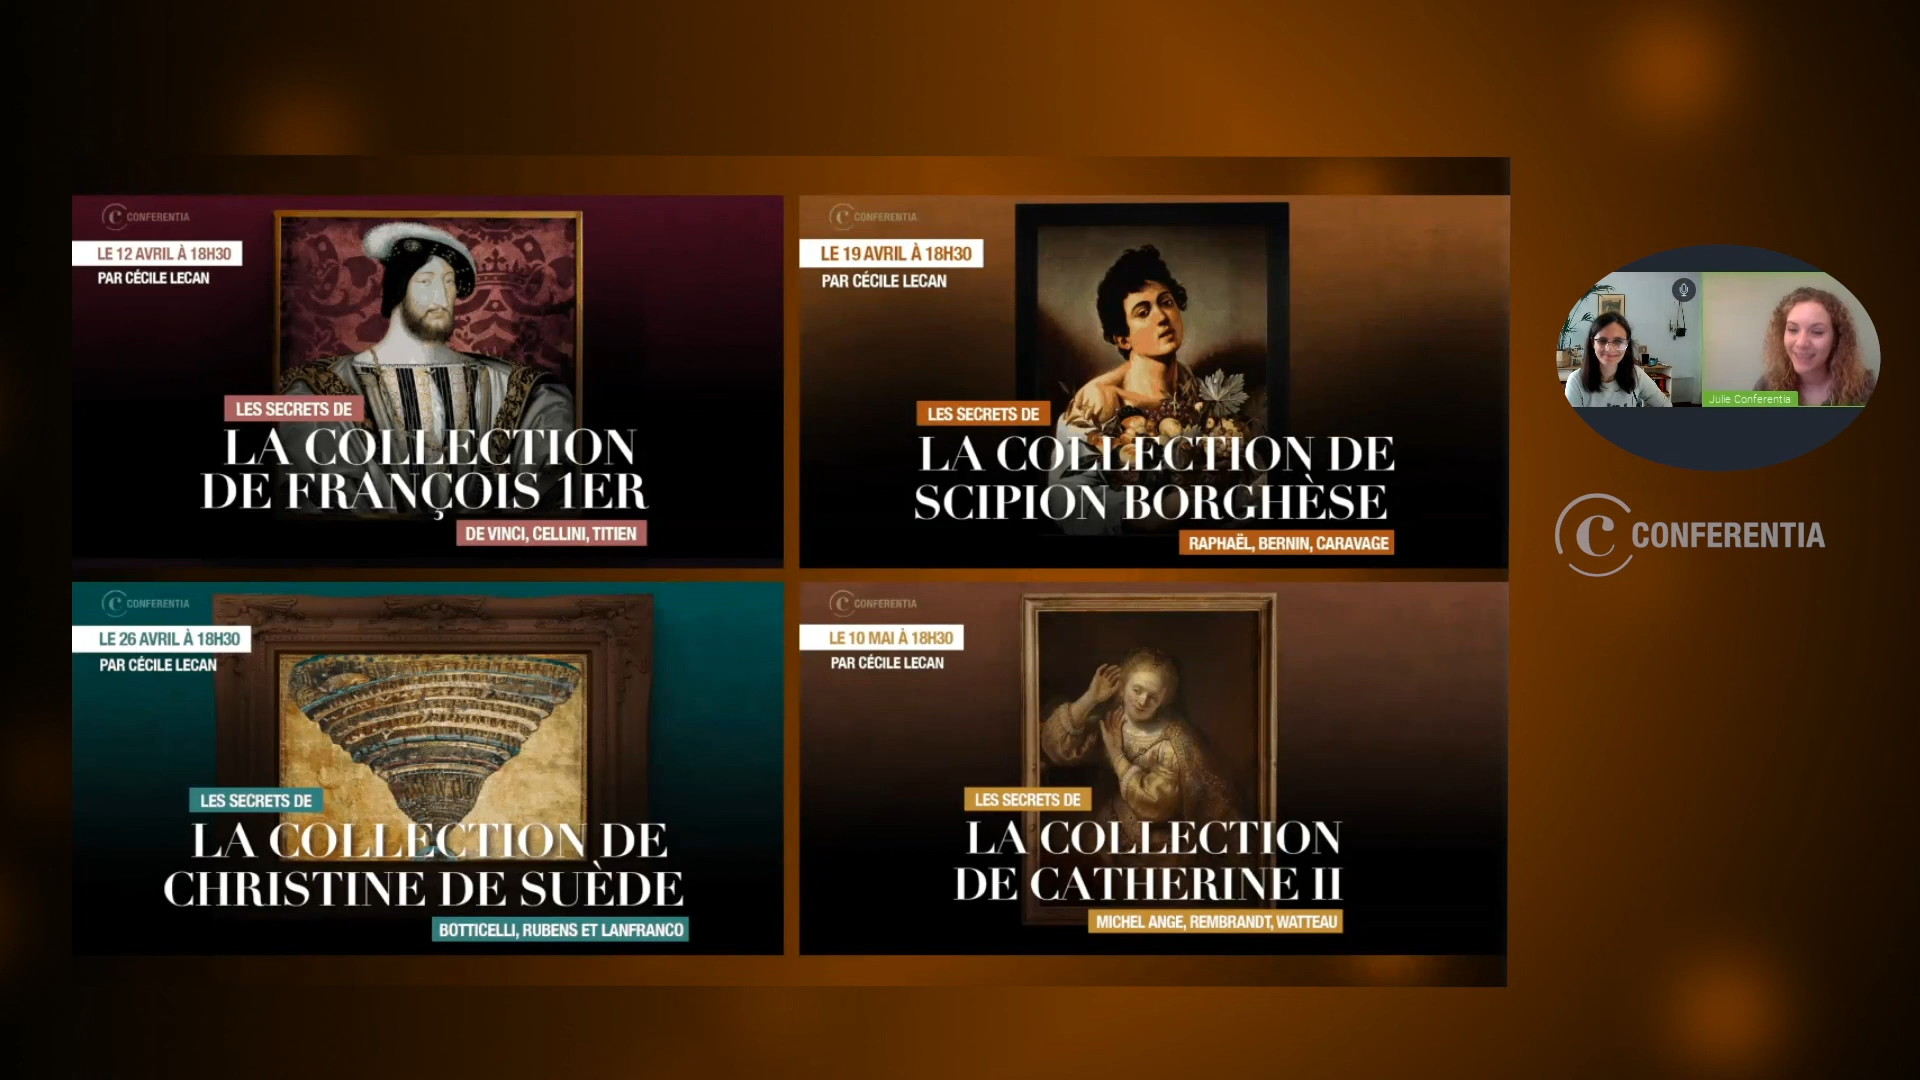 CONFERENTIA
LE 12 AVRIL À 18H30
PAR CÉCILE LECAN
LES SECRETS DE
LA COLLECTION
DE FRANÇOIS 1ER
DE VINCI, CELLINI, TITIEN
CONFERENTIA
LE 19 AVRIL À 18H30
PAR CÉCILE LECAN
LES SECRETS DE
LA COLLECTION DE
SCIPION BORGHÈSE
RAPHAËL, BERNIN, CARAVAGE
CONFERENTIA
LE 26 AVRIL À 18H30
PAR CÉCILE LECAN
LES SECRETS DE
LA COLLECTION DE
CHRISTINE DE SUÈDE
BOTTICELLI, RUBENS ET LANFRANCO
CONFERENTIA
LE 10 MAI À 18H30
PAR CÉCILE LECAN
LES SECRETS DE
LA COLLECTION
DE CATHERINE II
MICHEL ANGE, REMBRANDT, WATTEAU
Julie Conferentia
C CONFERENTIA